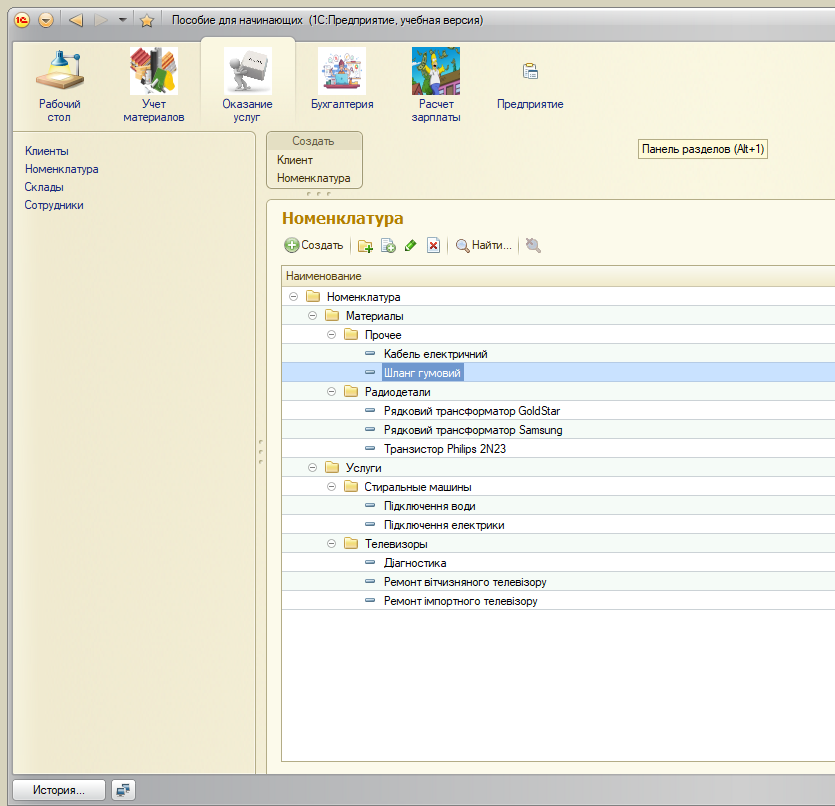 Пособие для начинающих (1С:Предприятие, учебная версия)
Рабочий стол
Учет материалов
Оказание услуг
Бухгалтерия
Расчет зарплаты
Предприятие
Клиенты
Номенклатура
Склады
Сотрудники
Создать
Клиент
Номенклатура
Панель разделов (Alt+1)
Номенклатура
Создать
Найти...
Наименование
Номенклатура
Материалы
Прочее
Кабель електричний
Шланг гумовий
Радиодетали
Рядковий трансформатор GoldStar
Рядковий трансформатор Samsung
Транзистор Philips 2N23
Услуги
Стиральные машины
Підключення води
Підключення електрики
Телевизоры
Діагностика
Ремонт вітчизняного телевізору
Ремонт імпортного телевізору
История...